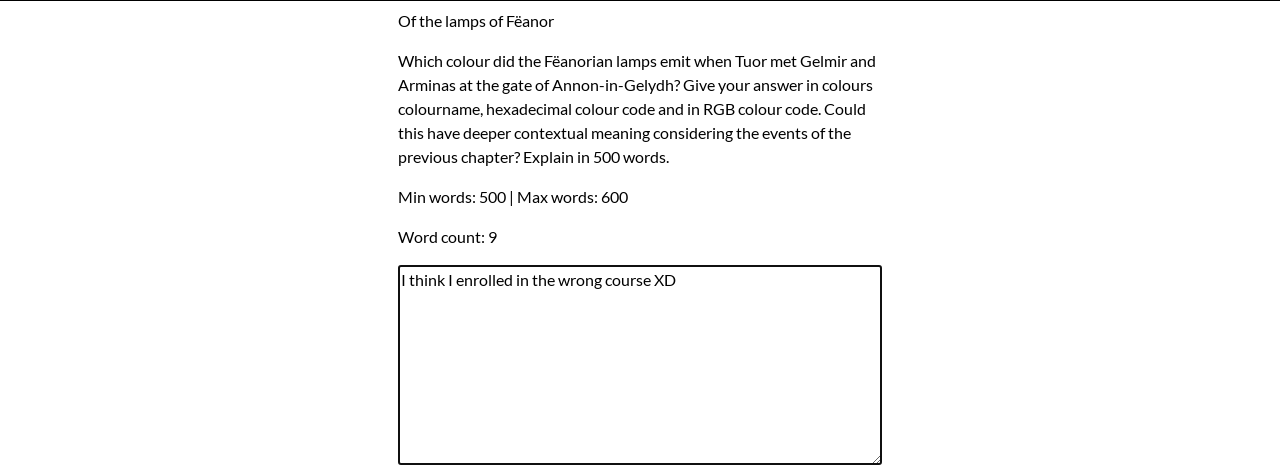 Of the lamps of Fëanor
Which colour did the Fëanorian lamps emit when Tuor met Gelmir and
Arminas at the gate of Annon-in-Gelydh? Give your answer in colours
colourname, hexadecimal colour code and in RGB colour code. Could
this have deeper contextual meaning considering the events of the
previous chapter? Explain in 500 words.
Min words: 500 | Max words: 600
Word count: 9
I think I enrolled in the wrong course XD